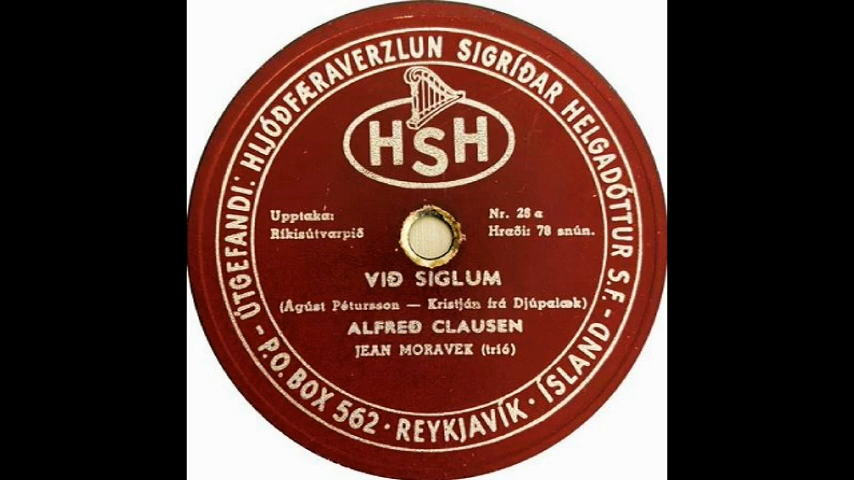 ÚTGEFANDI: HLJÓÐFÆRAVERZLUN SIGRÍÐAR HELGADÓTTUR S.F.
HSH
Upptaka:
Ríkisútvarpið
Nr. 28 a
Hraði: 78 snún.
VIÐ SIGLUM
(Ágúst Pétursson — Kristján frá Djúpalæk)
ALFREÐ CLAUSEN
JEAN MORAVEK (tríó)
- P.O. BOX 562 · REYKJAVÍK · ÍSLAND -